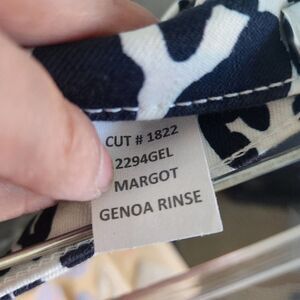 CUT # 1822
2294GEL
MARGOT
GENOA RINSE